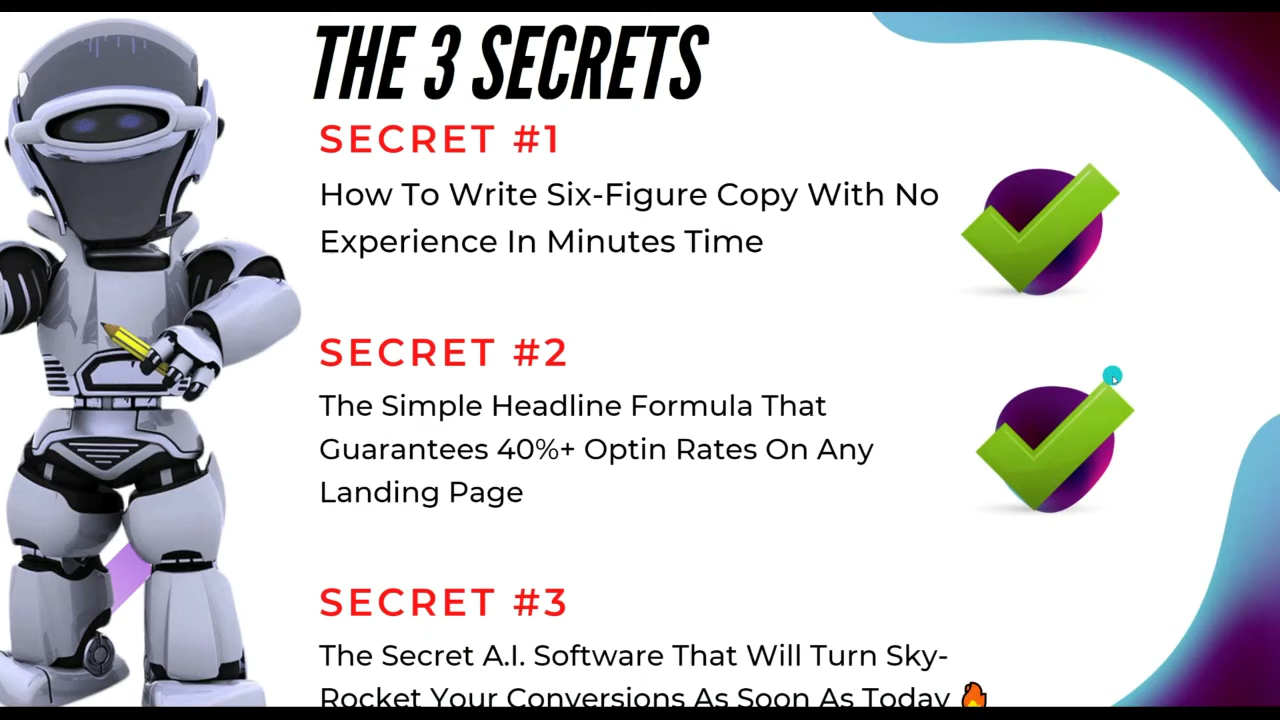 THE 3 SECRETS
SECRET #1
How To Write Six-Figure Copy With No
Experience In Minutes Time
SECRET #2
The Simple Headline Formula That
Guarantees 40%+ Optin Rates On Any
Landing Page
SECRET #3
The Secret A.I. Software That Will Turn Sky-
Rocket Your Conversions As Soon As Today 🔥